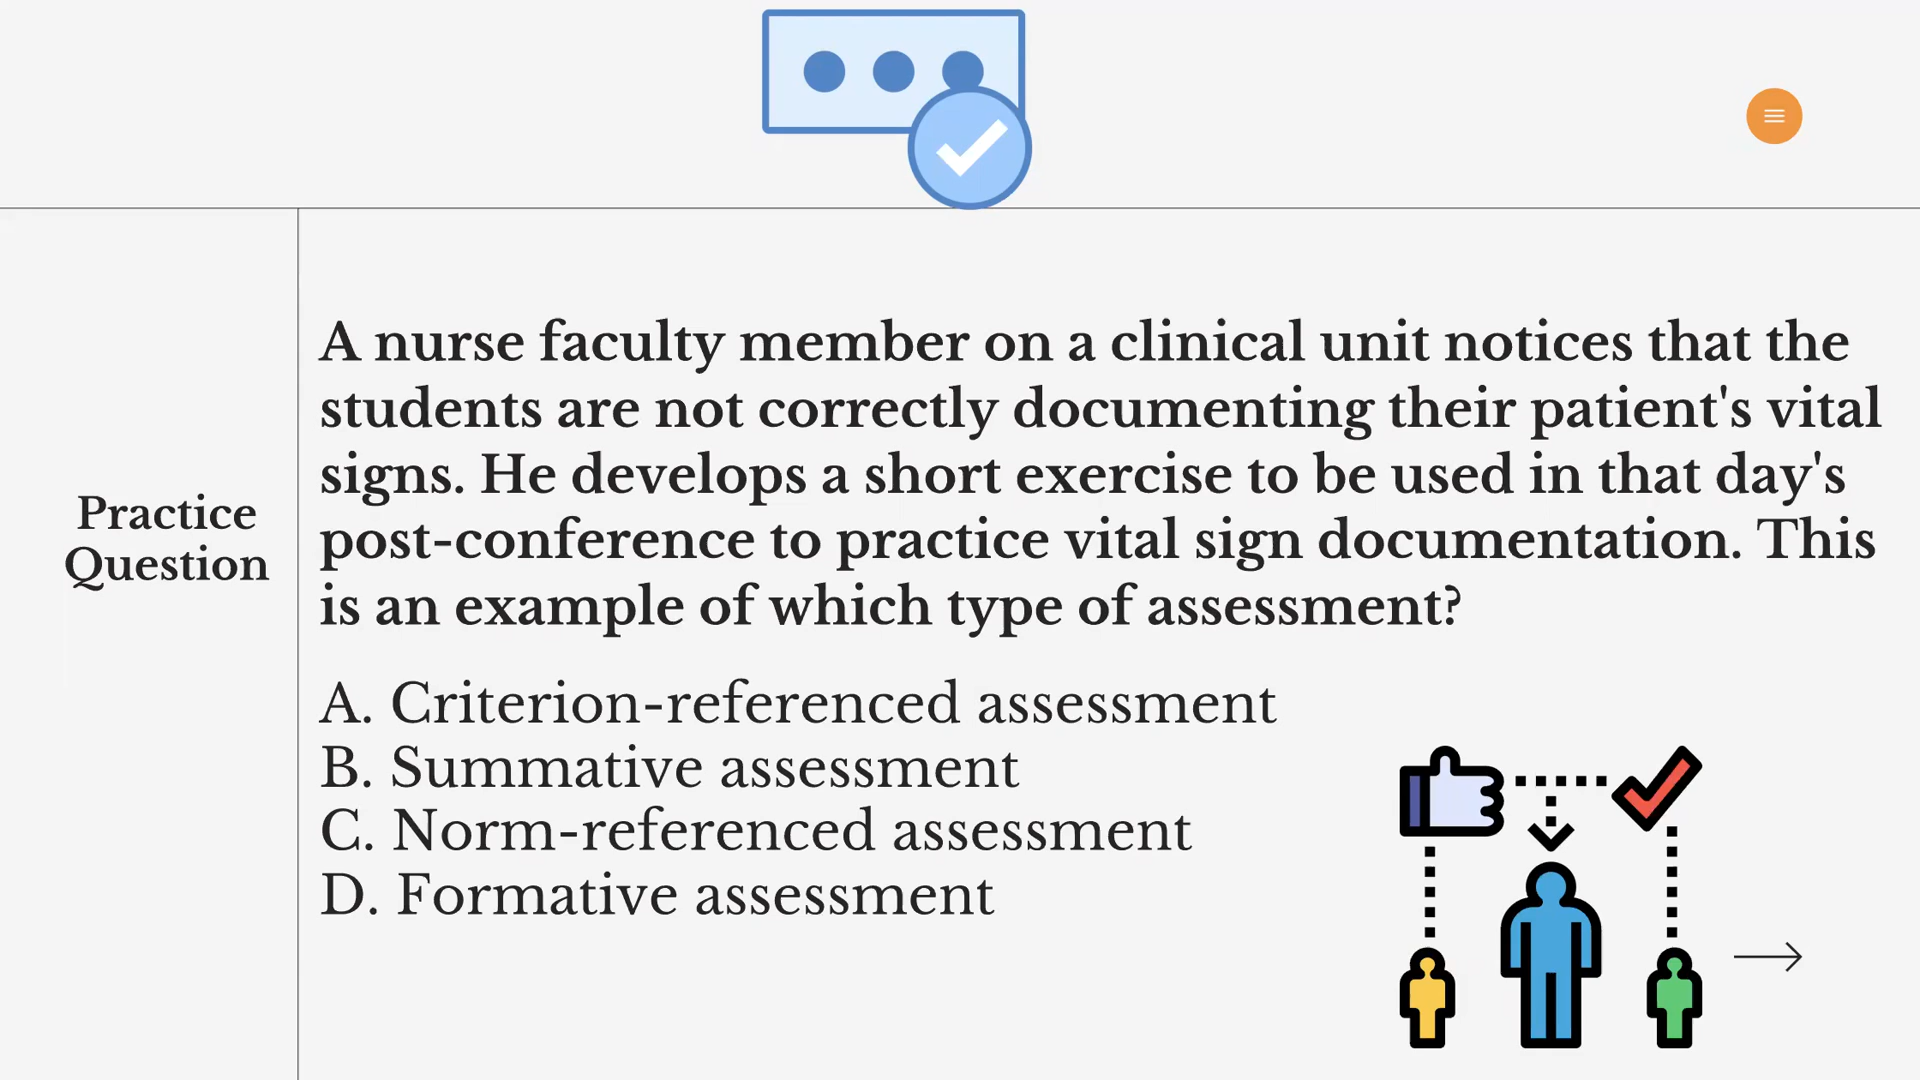 Practice
Question
A nurse faculty member on a clinical unit notices that the
students are not correctly documenting their patient's vital
signs. He develops a short exercise to be used in that day's
post-conference to practice vital sign documentation. This
is an example of which type of assessment?
A. Criterion-referenced assessment
B. Summative assessment
C. Norm-referenced assessment
D. Formative assessment